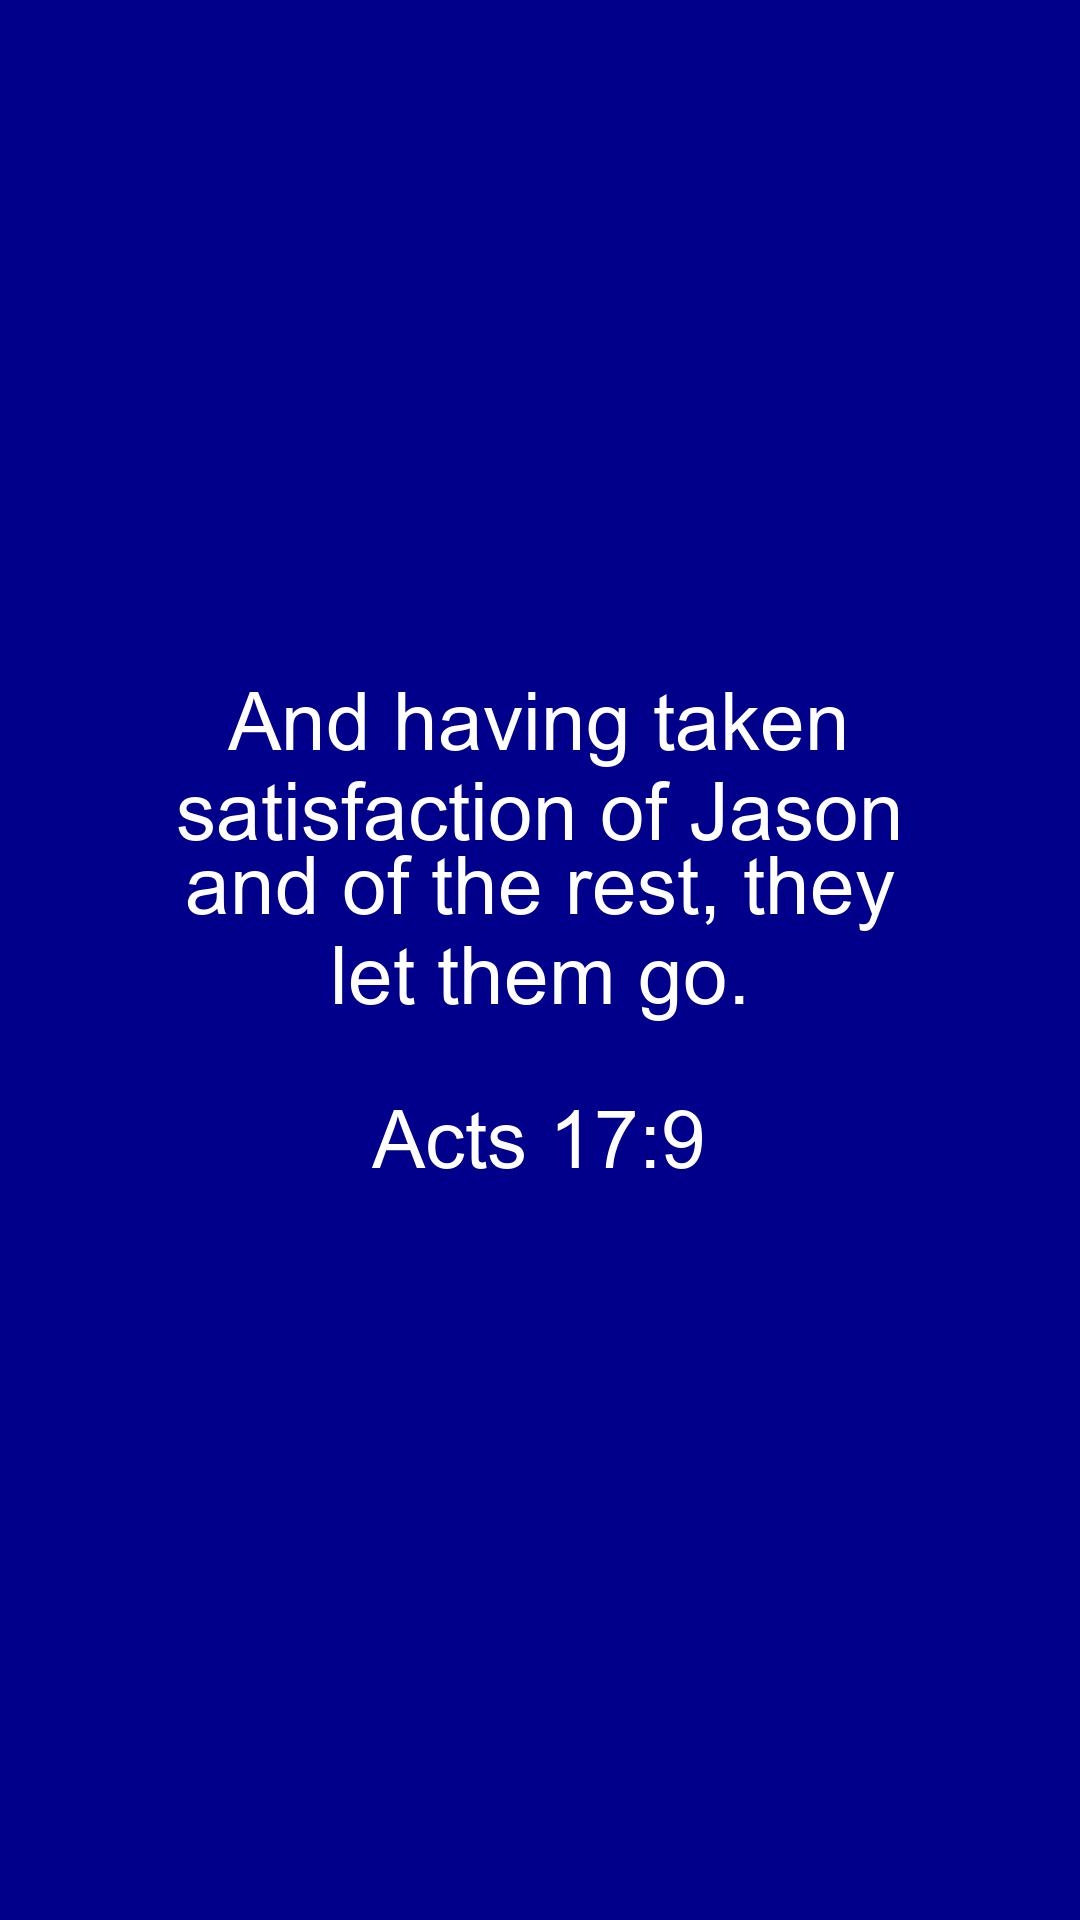 And having taken
satisfaction of Jason
and of the rest, they
let them go.
Acts 17:9